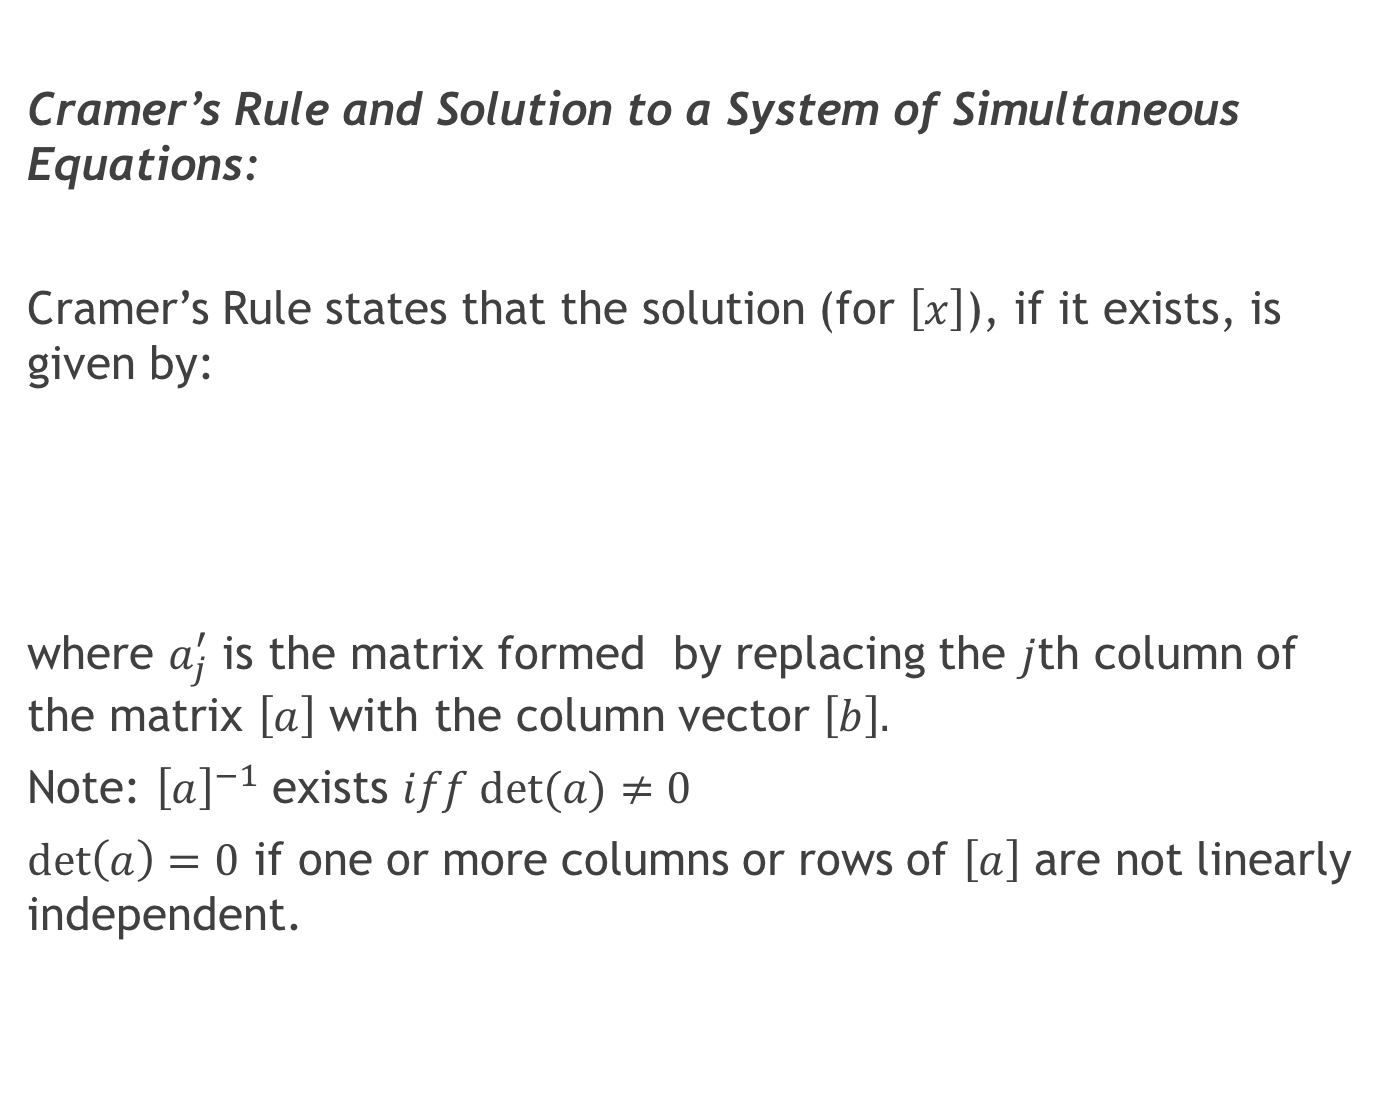 Cramer’s Rule and Solution to a System of Simultaneous
Equations:
Cramer’s Rule states that the solution (for [𝑥]), if it exists, is
given by:
where 𝑎′ⱼ is the matrix formed  by replacing the 𝑗th column of
the matrix [𝑎] with the column vector [𝑏].
Note: [𝑎]⁻¹ exists 𝑖𝑓𝑓 det(𝑎) ≠ 0
det(𝑎) = 0 if one or more columns or rows of [𝑎] are not linearly
independent.